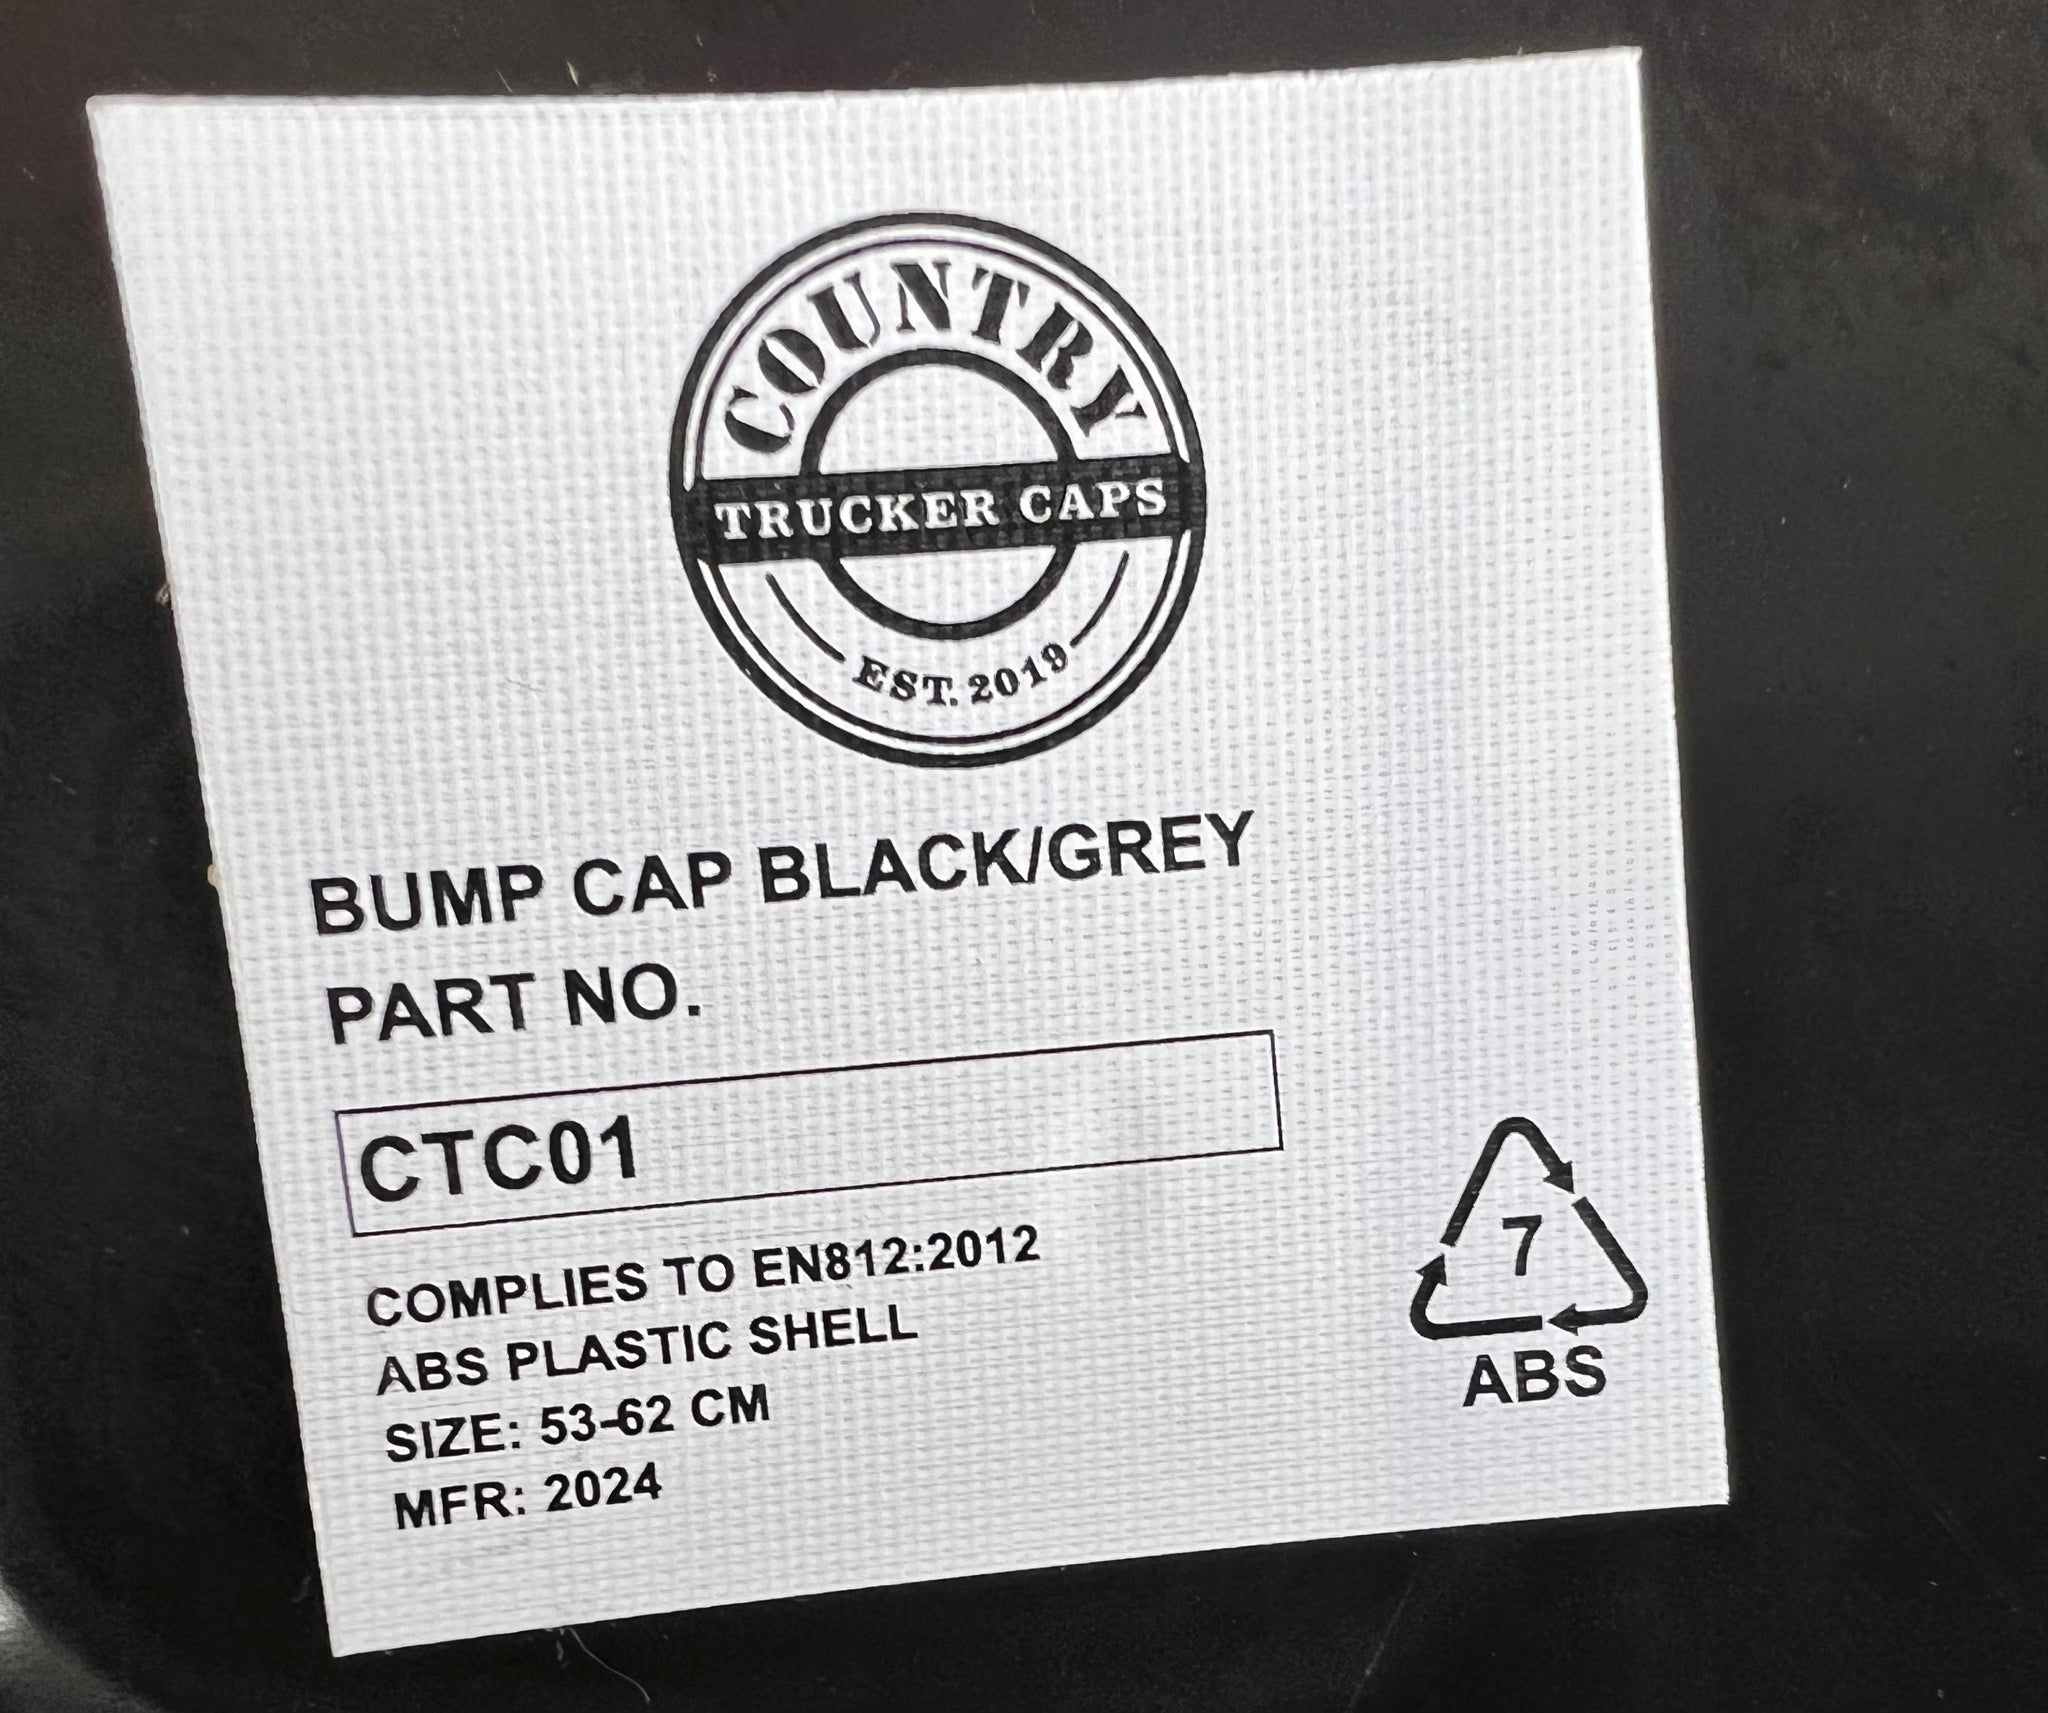 COUNTRY
TRUCKER CAPS
EST. 2019
BUMP CAP BLACK/GREY
PART NO.
CTC01
COMPLIES TO EN812:2012
ABS PLASTIC SHELL
SIZE: 53-62 CM
MFR: 2024
7
ABS